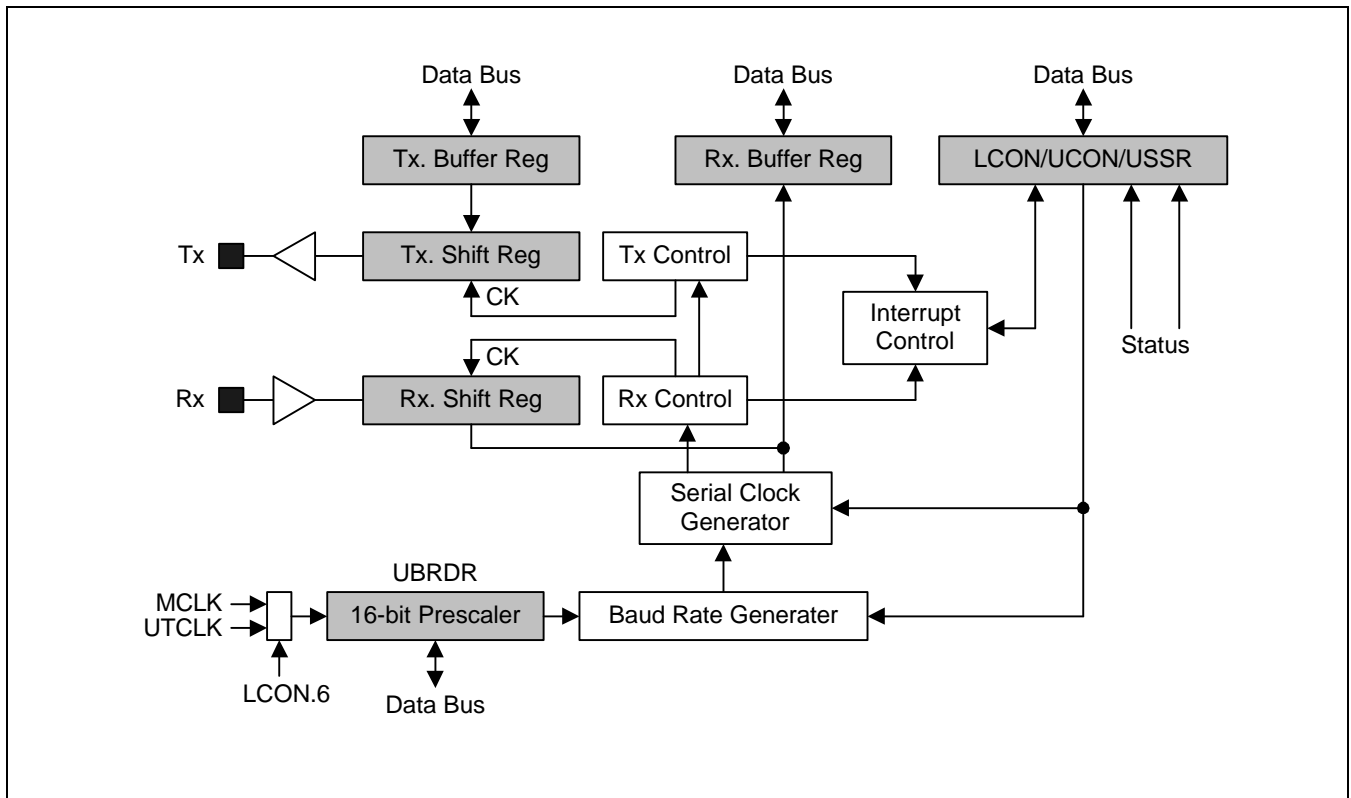 Data Bus
Data Bus
Data Bus
Tx. Buffer Reg
Rx. Buffer Reg
LCON/UCON/USSR
Tx
Tx. Shift Reg
Tx Control
CK
Interrupt
Control
Status
CK
Rx
Rx. Shift Reg
Rx Control
Serial Clock
Generator
UBRDR
MCLK
UTCLK
16-bit Prescaler
Baud Rate Generater
LCON.6
Data Bus